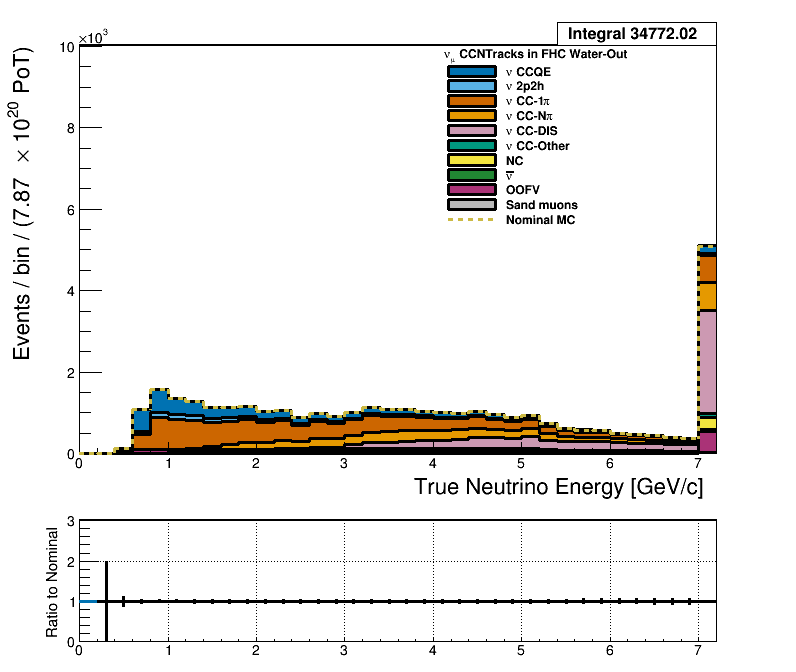 Integral 34772.02
×10³
ν_μ CCNTracks in FHC Water-Out
ν CCQE
ν 2p2h
ν CC-1π
ν CC-Nπ
ν CC-DIS
ν CC-Other
NC
ν̅
OOFV
Sand muons
Nominal MC
Events / bin / (7.87 × 10²⁰ PoT)
10
8
6
4
2
0
0 1 2 3 4 5 6 7
True Neutrino Energy [GeV/c]
Ratio to Nominal
3
2
1
0
0 1 2 3 4 5 6 7